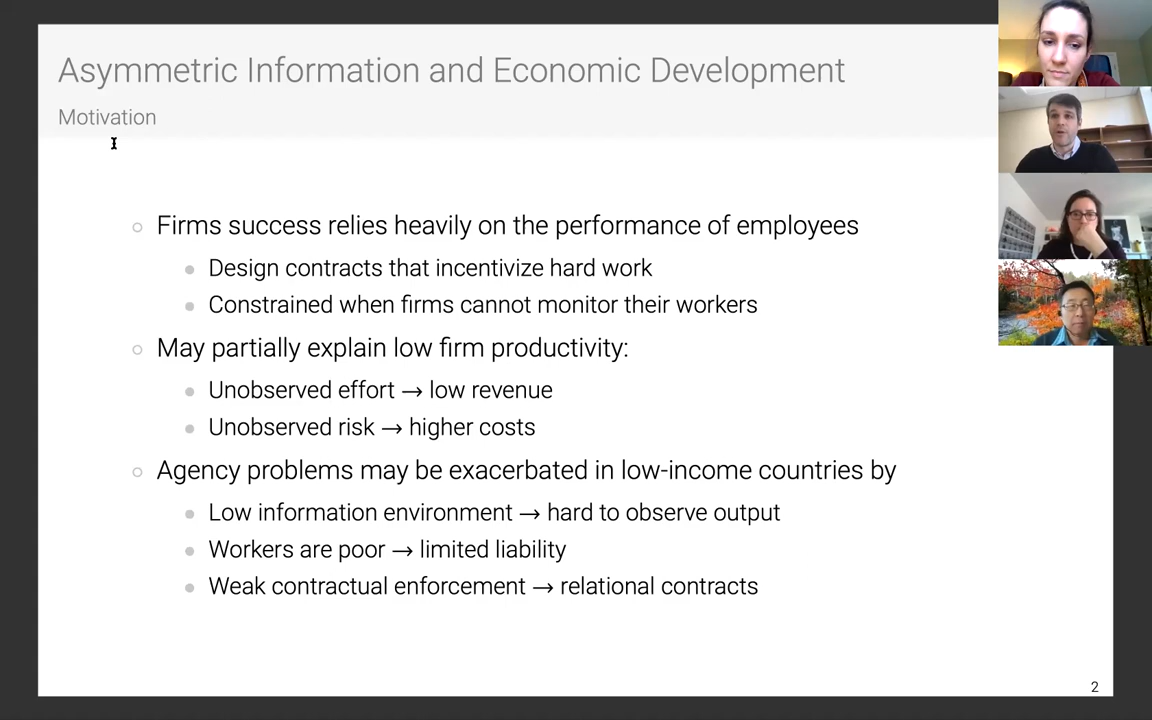 Asymmetric Information and Economic Development
Motivation
Firms success relies heavily on the performance of employees
Design contracts that incentivize hard work
Constrained when firms cannot monitor their workers
May partially explain low firm productivity:
Unobserved effort → low revenue
Unobserved risk → higher costs
Agency problems may be exacerbated in low-income countries by
Low information environment → hard to observe output
Workers are poor → limited liability
Weak contractual enforcement → relational contracts
2